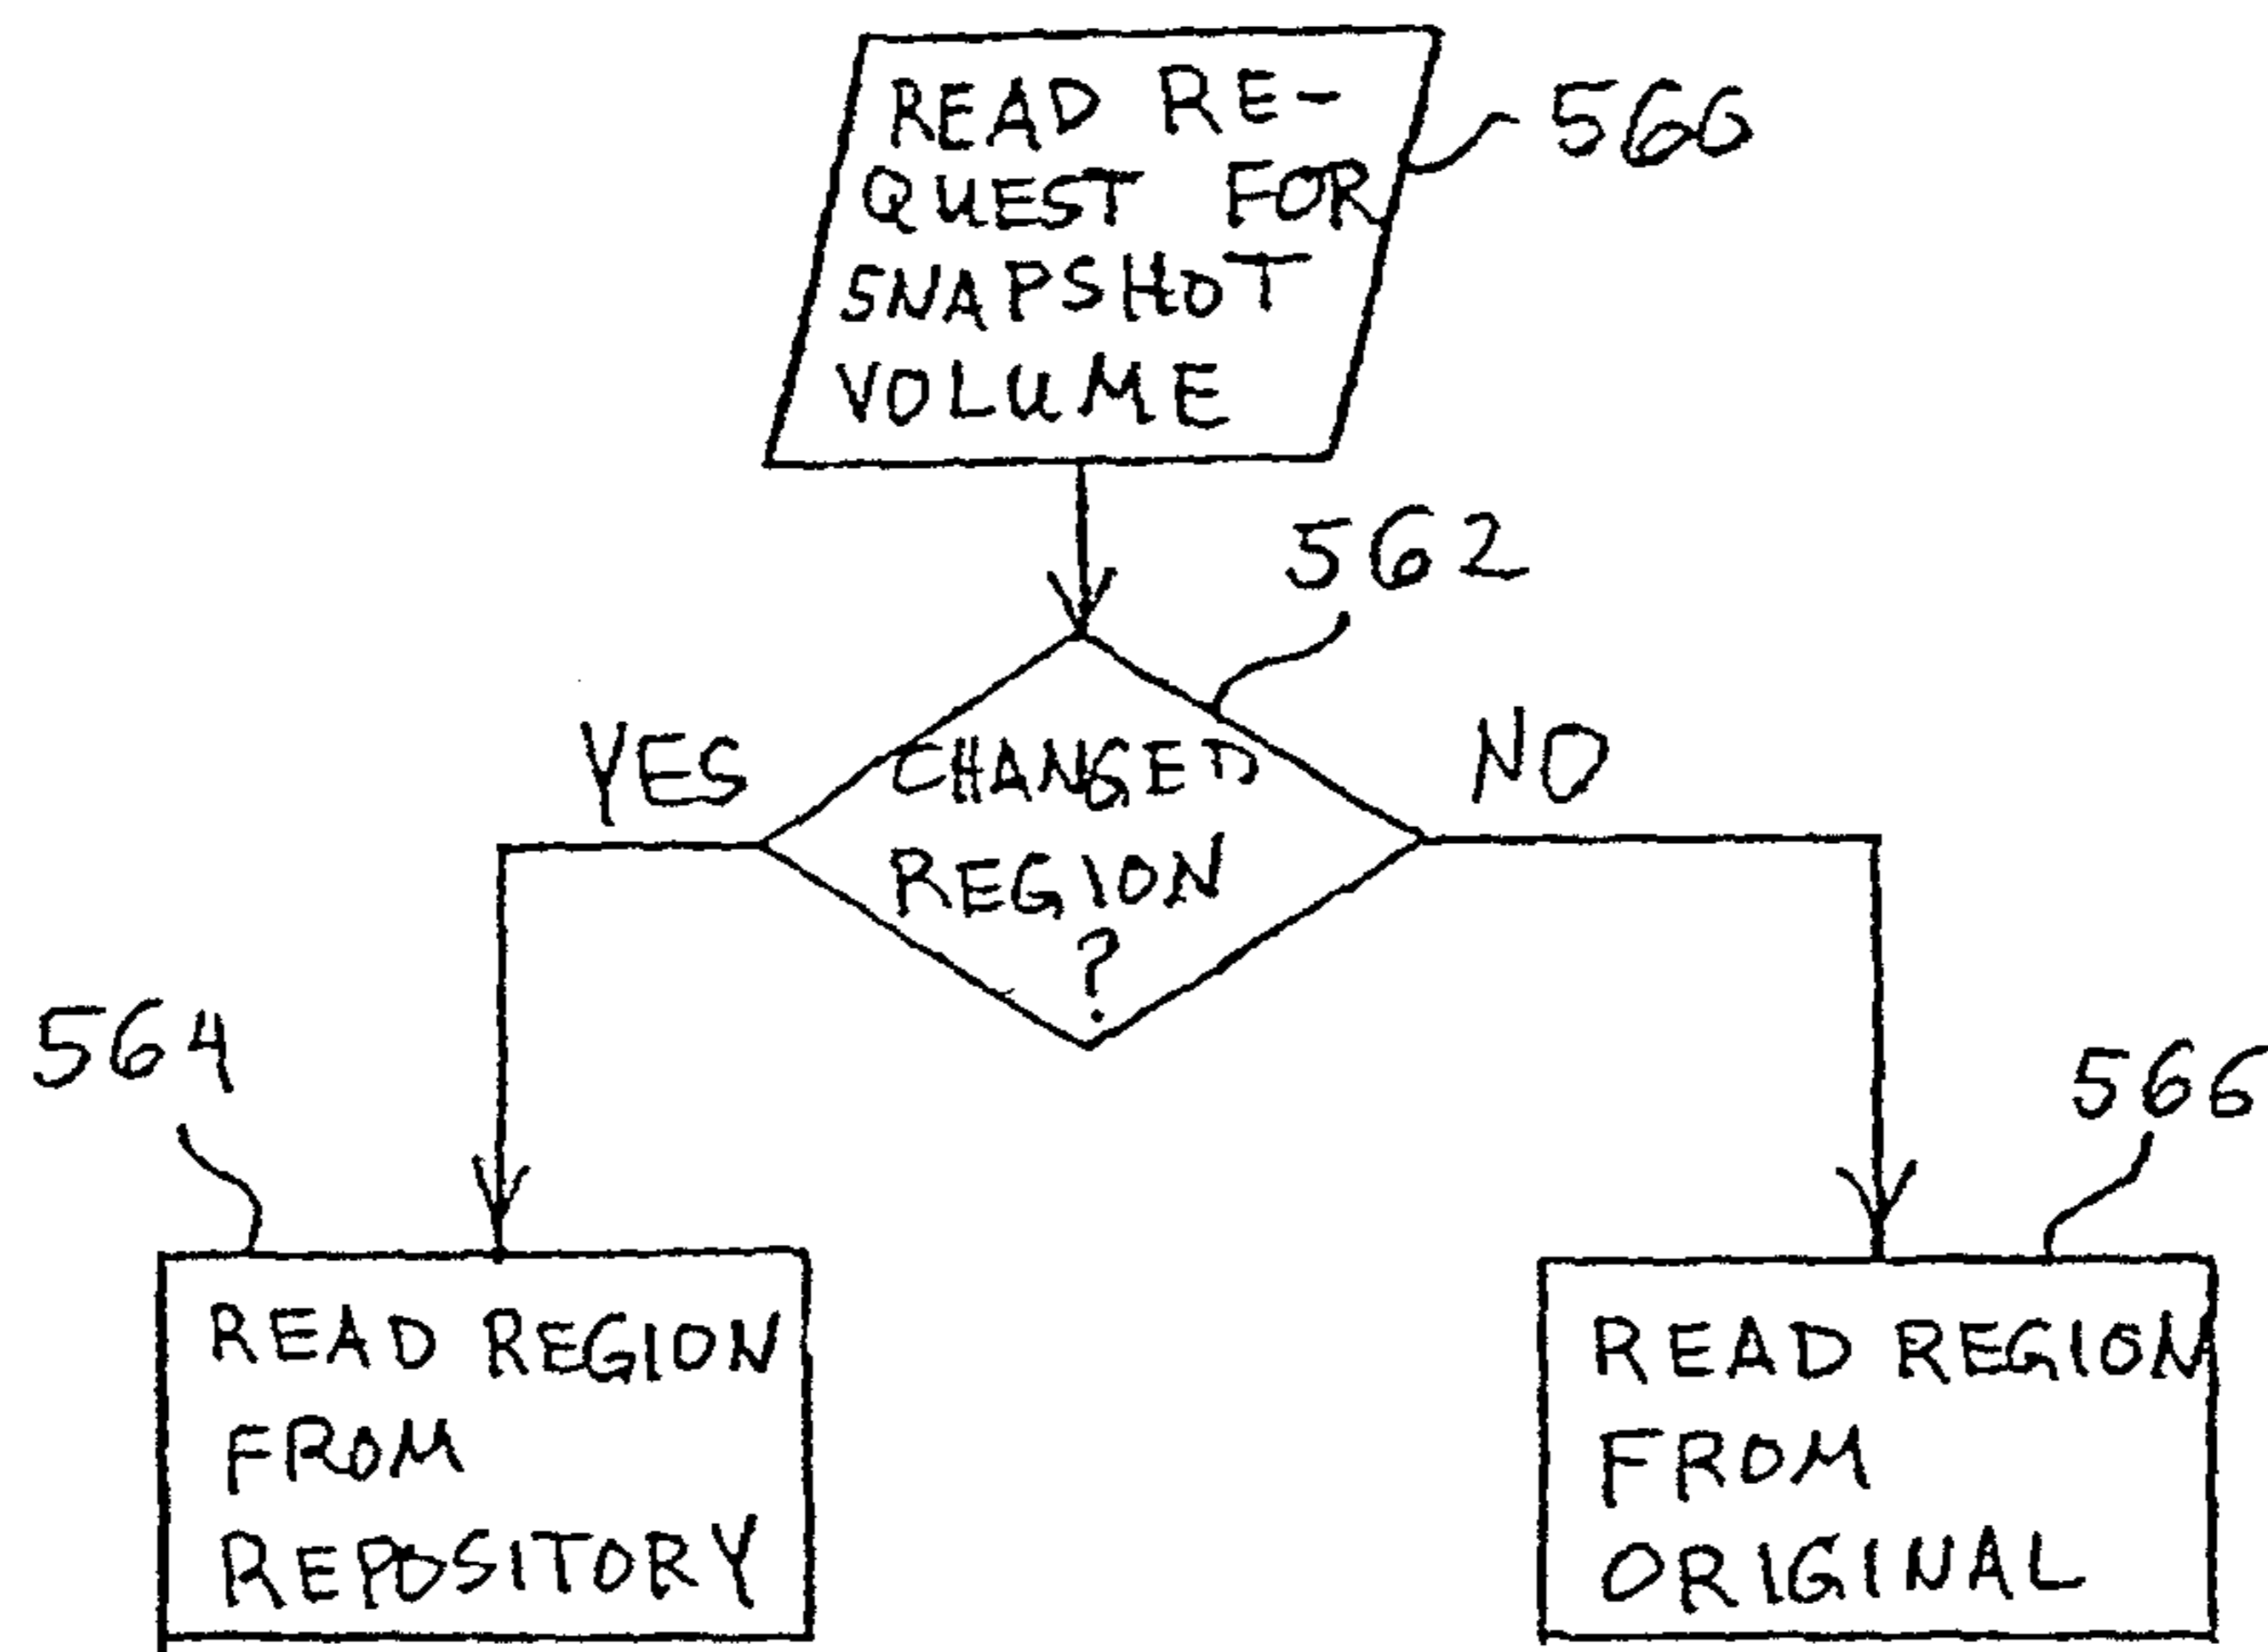 READ RE-
QUEST FOR
SNAPSHOT
VOLUME
566
562
YES
CHANGED
REGION
?
NO
564
566
READ REGION
FROM
REPOSITORY
READ REGION
FROM
ORIGINAL